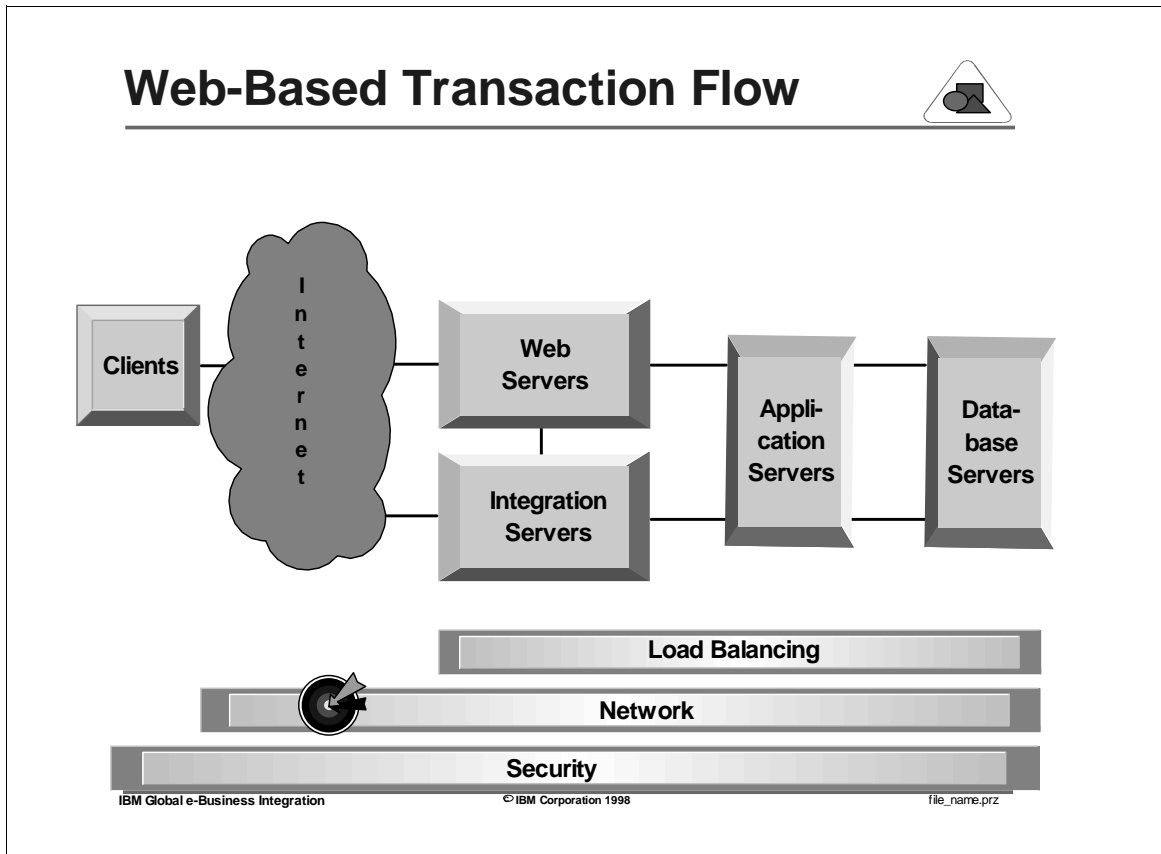 Web-Based Transaction Flow
Clients
I
n
t
e
r
n
e
t
Web
Servers
Integration
Servers
Appli-
cation
Servers
Data-
base
Servers
Load Balancing
Network
Security
IBM Global e-Business Integration
© IBM Corporation 1998
file_name.prz